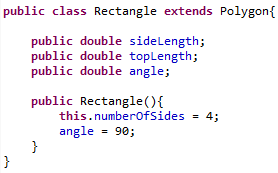 public class Rectangle extends Polygon{
public double sideLength;
public double topLength;
public double angle;
public Rectangle(){
this.numberOfSides = 4;
angle = 90;
}
}